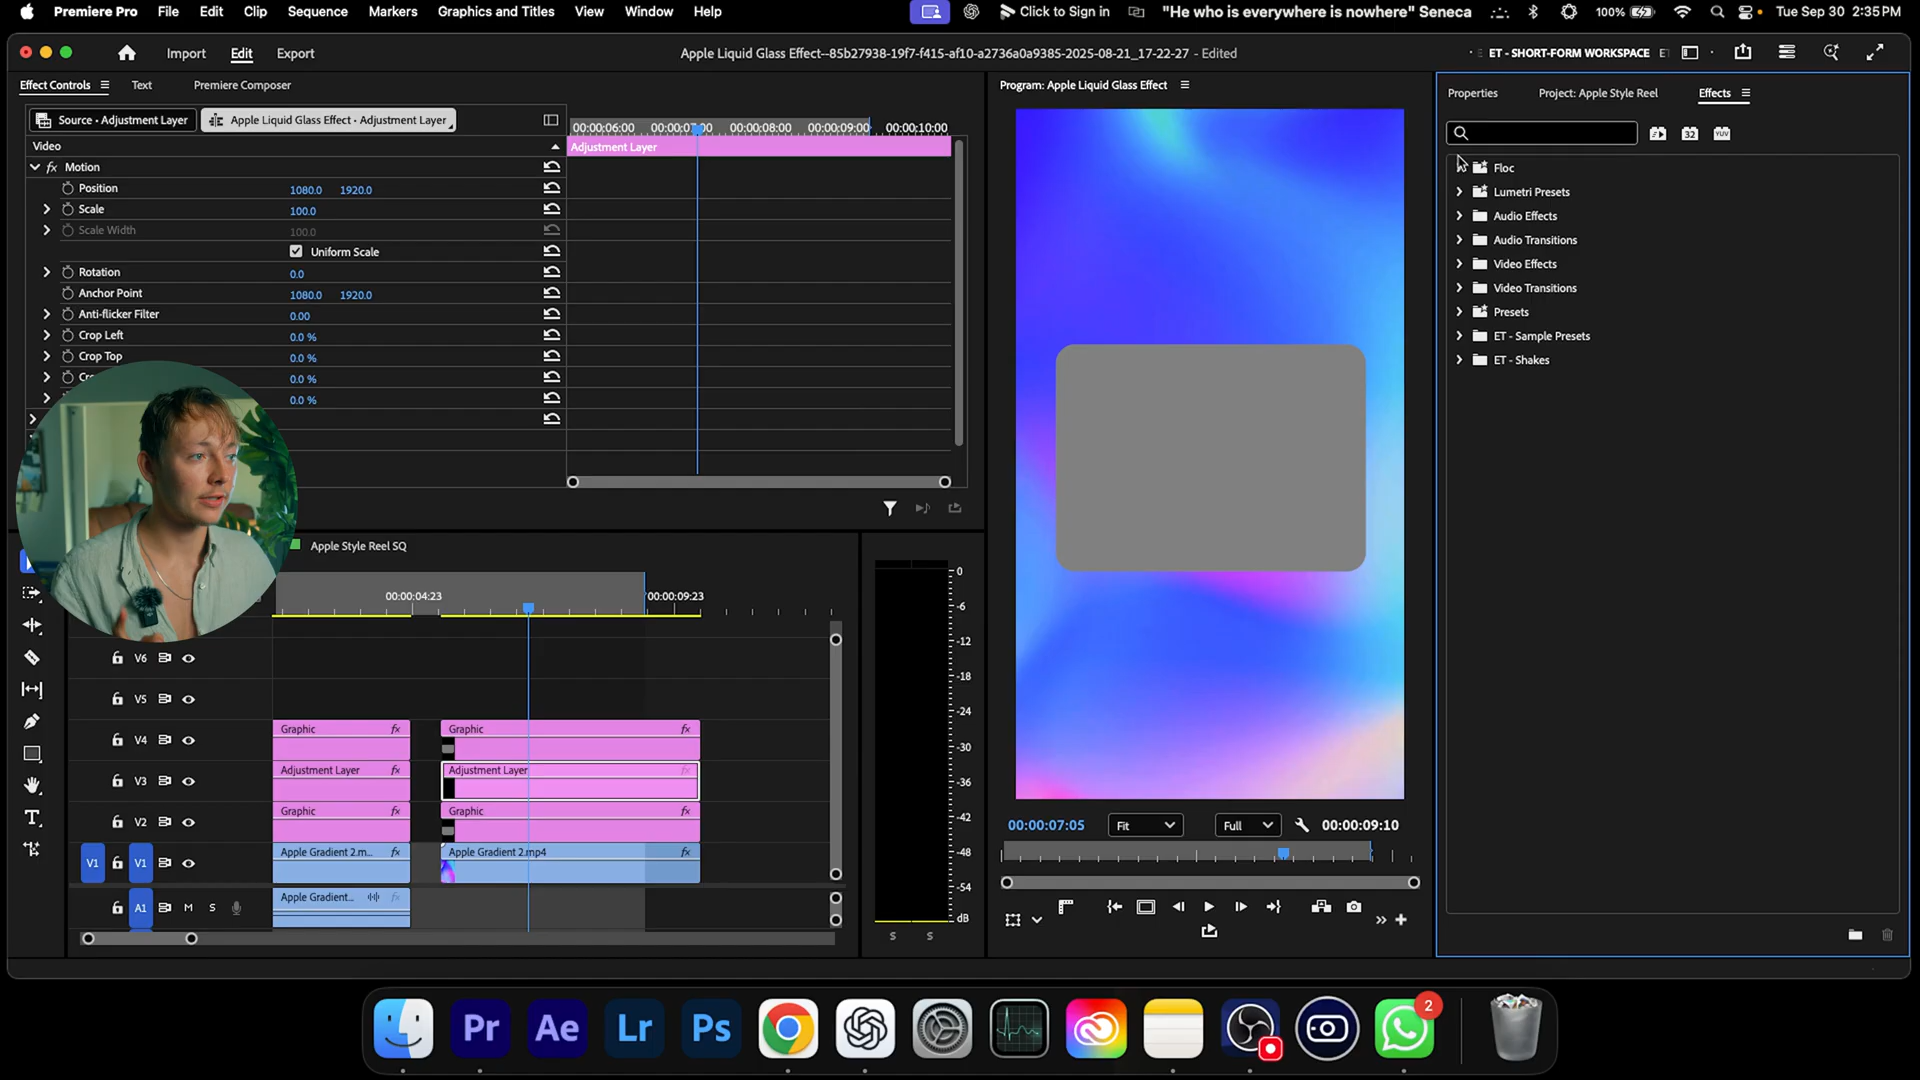 Premiere Pro File Edit Clip Sequence Markers Graphics and Titles View Window Help Click to Sign in "He who is everywhere is nowhere" Seneca 100% Tue Sep 30 2:35 PM
Import Edit Export Apple Liquid Glass Effect--85b27938-19f7-f415-af10-a2736a0a9385-2025-08-21_17-22-27 - Edited ET - SHORT-FORM WORKSPACE
Effect Controls Text Premiere Composer
Source • Adjustment Layer Apple Liquid Glass Effect • Adjustment Layer
00:00:06:00 00:00:08:00 00:00:09:00 00:00:10:00
Video
Adjustment Layer
fx Motion
Position 1080.0 1920.0
Scale 100.0
Scale Width 100.0
Uniform Scale
Rotation 0.0
Anchor Point 1080.0 1920.0
Anti-flicker Filter 0.00
Crop Left 0.0 %
Crop Top 0.0 %
0.0 %
0.0 %
Program: Apple Liquid Glass Effect
00:00:07:05 Fit Full 00:00:09:10
Properties Project: Apple Style Reel Effects
32 YUV
Floc
Lumetri Presets
Audio Effects
Audio Transitions
Video Effects
Video Transitions
Presets
ET - Sample Presets
ET - Shakes
Apple Style Reel SQ
00:00:04:23 00:00:09:23
V6
V5
V4 Graphic fx Graphic fx
V3 Adjustment Layer fx Adjustment Layer fx
V2 Graphic fx Graphic fx
V1 V1 Apple Gradient 2.m... Apple Gradient 2.mp4 fx
A1 M S Apple Gradient... fx
0
-6
-12
-18
-24
-30
-36
-42
-48
-54
dB
S S
Pr Ae Lr Ps 2